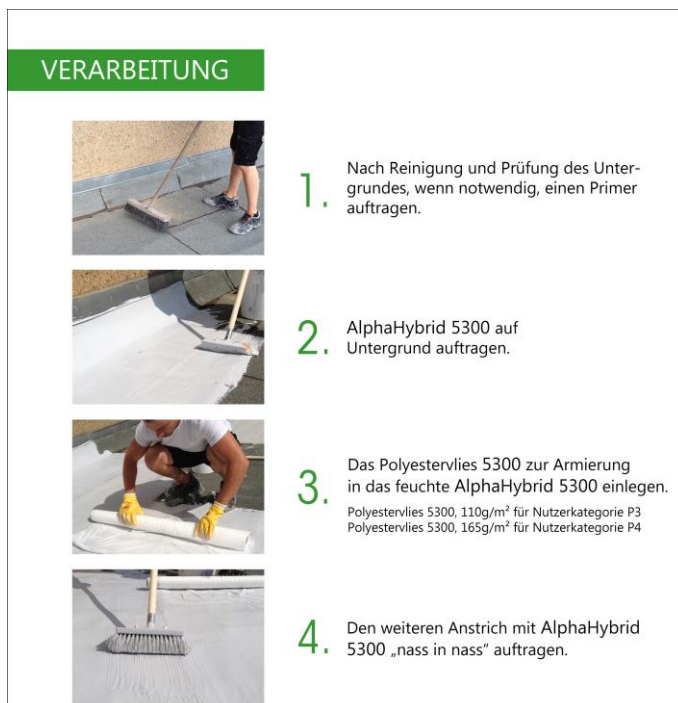 VERARBEITUNG
1.
Nach Reinigung und Prüfung des Unter-
grundes, wenn notwendig, einen Primer
auftragen.
2.
AlphaHybrid 5300 auf
Untergrund auftragen.
3.
Das Polyestervlies 5300 zur Armierung
in das feuchte AlphaHybrid 5300 einlegen.
Polyestervlies 5300, 110g/m² für Nutzerkategorie P3
Polyestervlies 5300, 165g/m² für Nutzerkategorie P4
4.
Den weiteren Anstrich mit AlphaHybrid
5300 „nass in nass“ auftragen.